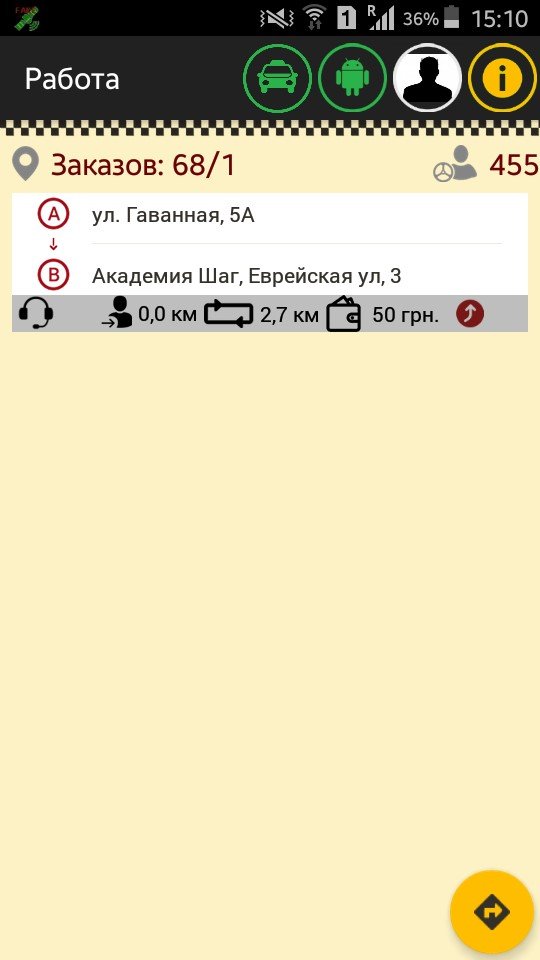 FAKE
1 R 36% 15:10
Работа
Заказов: 68/1 455
A ул. Гаванная, 5А
B Академия Шаг, Еврейская ул, 3
0,0 км 2,7 км 50 грн.